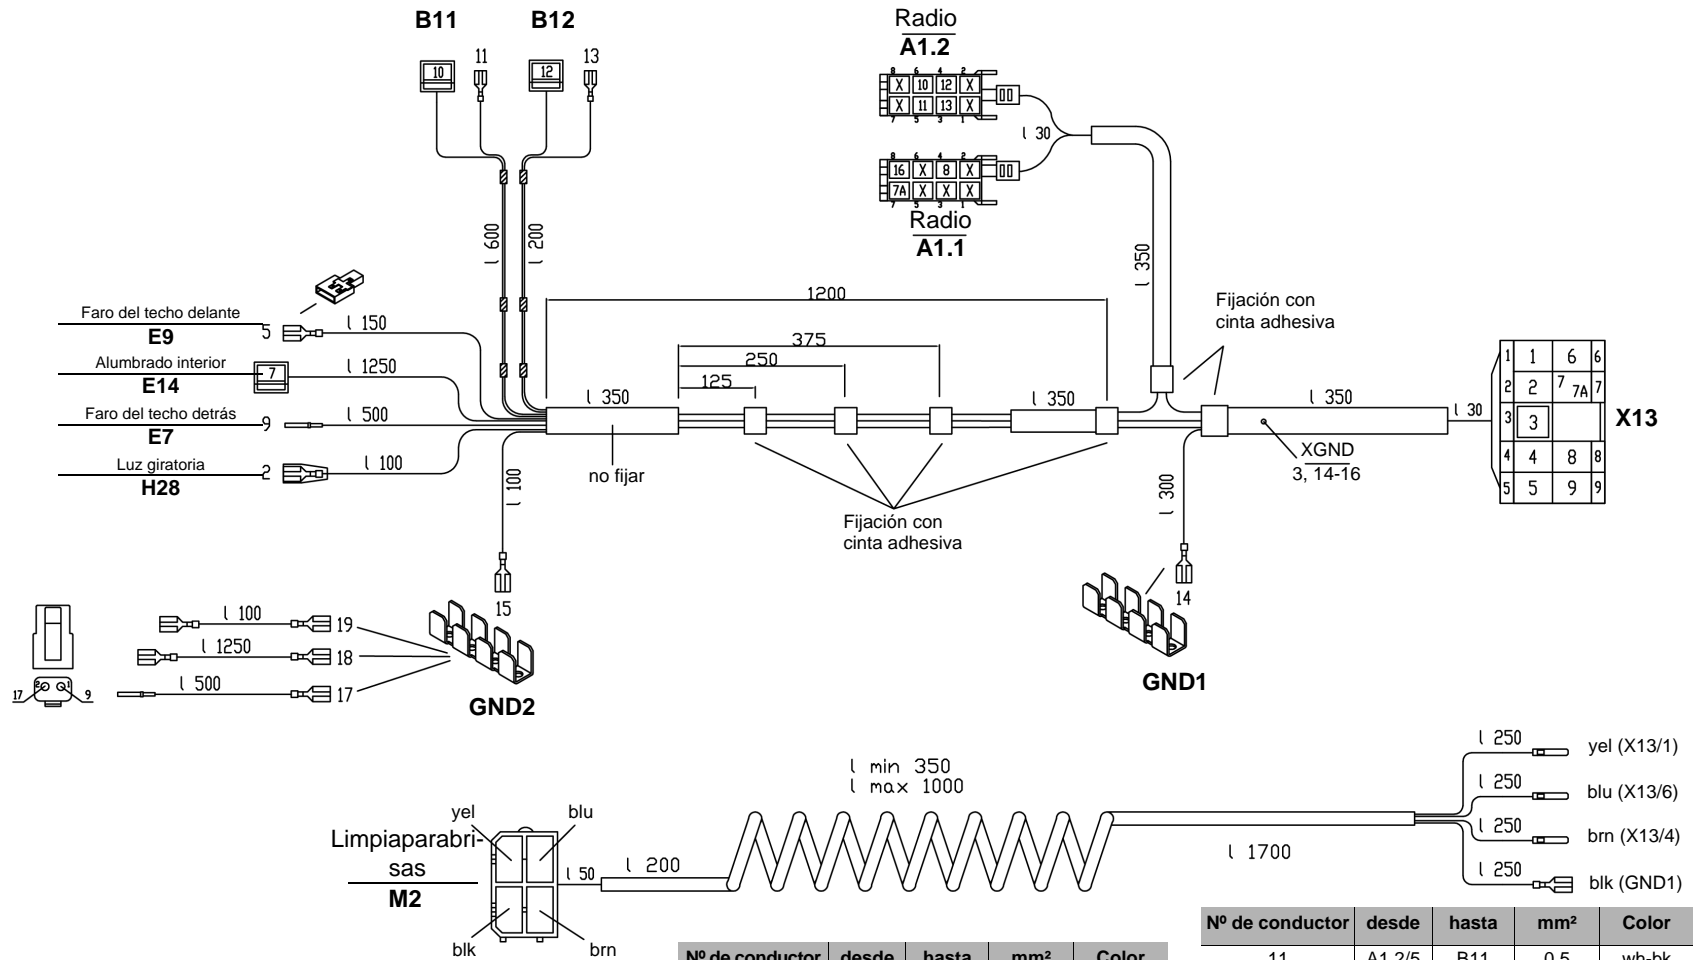 B11
B12
10
11
12
13
Radio
A1.2
8 6 4 2
X 10 12 X
X 11 13 X
7 5 3 1
l 30
8 6 4 2
16 X 8 X
7A X X X
7 5 3 1
Radio
A1.1
l 600
l 200
l 350
1200
375
250
125
Fijación con
cinta adhesiva
Faro del techo delante
E9
5
l 150
Alumbrado interior
E14
7
l 1250
Faro del techo detrás
E7
9
l 500
Luz giratoria
H28
2
l 100
l 350
no fijar
l 350
l 350
l 30
XGND
3, 14-16
1 1 6 6
2 2 7 7A 7
3 3
4 4 8 8
5 5 9 9
X13
l 100
15
Fijación con
cinta adhesiva
l 300
14
GND1
l 100
19
l 1250
18
l 500
17
17 2 1 9
GND2
Limpiaparabri-
sas
M2
yel
blu
blk
brn
l 50
l 200
l min 350
l max 1000
l 1700
l 250
yel (X13/1)
l 250
blu (X13/6)
l 250
brn (X13/4)
l 250
blk (GND1)
Nº de conductor desde hasta mm² Color
Nº de conductor desde hasta mm² Color
11 A1.2/5 B11 0.5 wh-bk